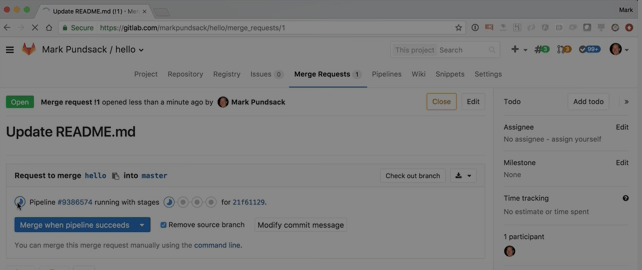 Update README.md (!1) · Mer
Mark
Secure
https://gitlab.com/markpundsack/hello/merge_requests/1
Mark Pundsack / hello
This project
Search
3
3
99+
Project
Repository
Registry
Issues 0
Merge Requests 1
Pipelines
Wiki
Snippets
Settings
Open
Merge request !1 opened less than a minute ago by Mark Pundsack
Close
Edit
Update README.md
Request to merge hello into master
Check out branch
Pipeline #9386574 running with stages for 21f61129.
Merge when pipeline succeeds
Remove source branch
Modify commit message
You can merge this merge request manually using the command line.
Todo
Add todo
»
Assignee
Edit
No assignee - assign yourself
Milestone
Edit
None
Time tracking
?
No estimate or time spent
1 participant